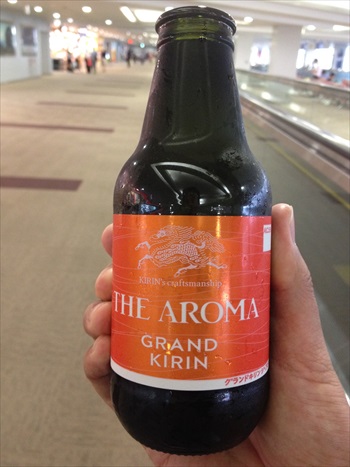 KIRIN's craftsmanship
THE AROMA
GRAND
KIRIN
グランドキリン